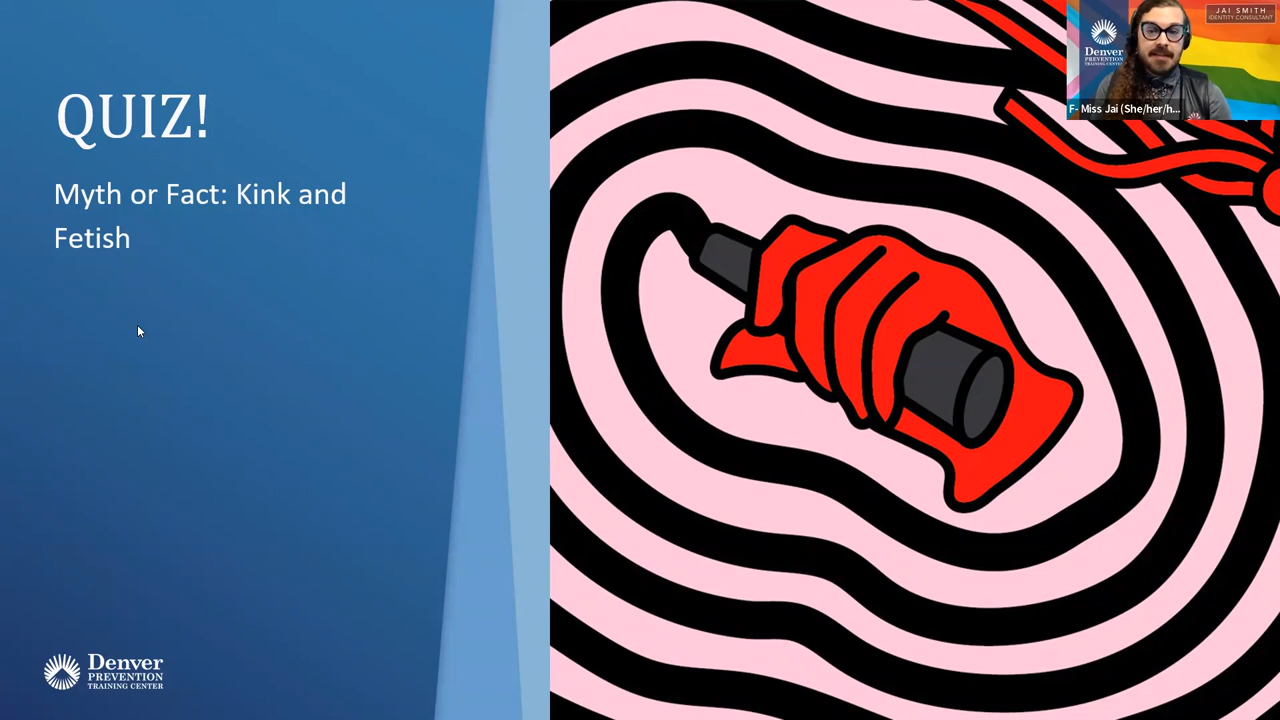 QUIZ!
Myth or Fact: Kink and
Fetish
JAI SMITH
IDENTITY CONSULTANT
Denver
PREVENTION
TRAINING CENTER
F- Miss Jai (She/her/h...
Denver
PREVENTION
TRAINING CENTER